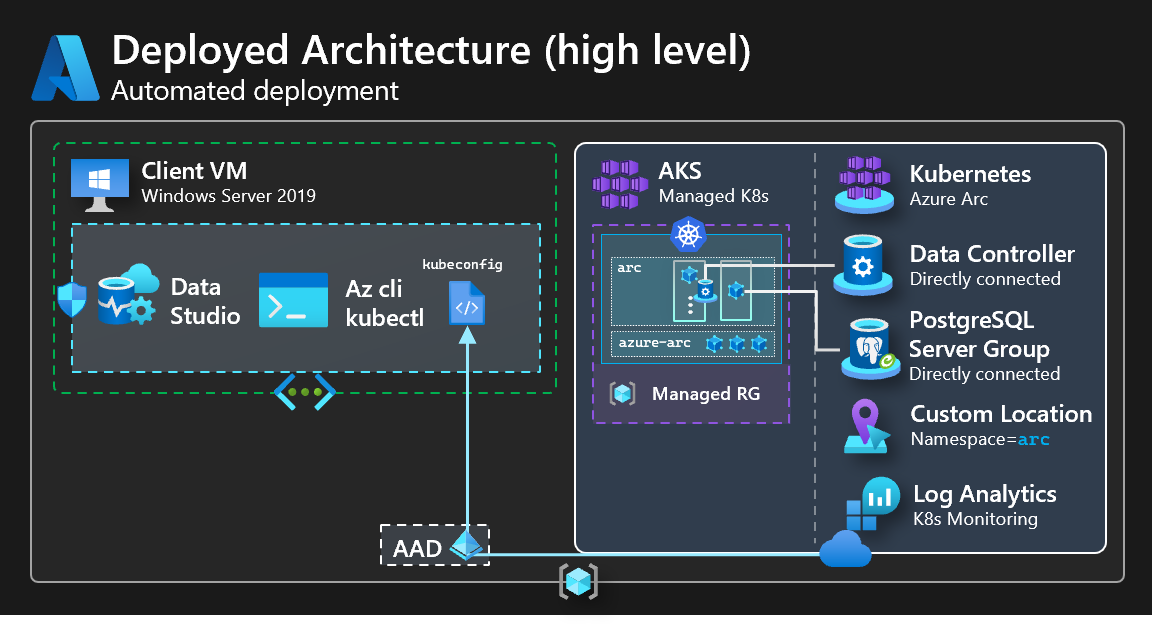 Deployed Architecture (high level)
Automated deployment
Client VM
Windows Server 2019
Data
Studio
Az cli
kubectl
kubeconfig
AAD
AKS
Managed K8s
arc
azure-arc
Managed RG
Kubernetes
Azure Arc
Data Controller
Directly connected
PostgreSQL
Server Group
Directly connected
Custom Location
Namespace=arc
Log Analytics
K8s Monitoring